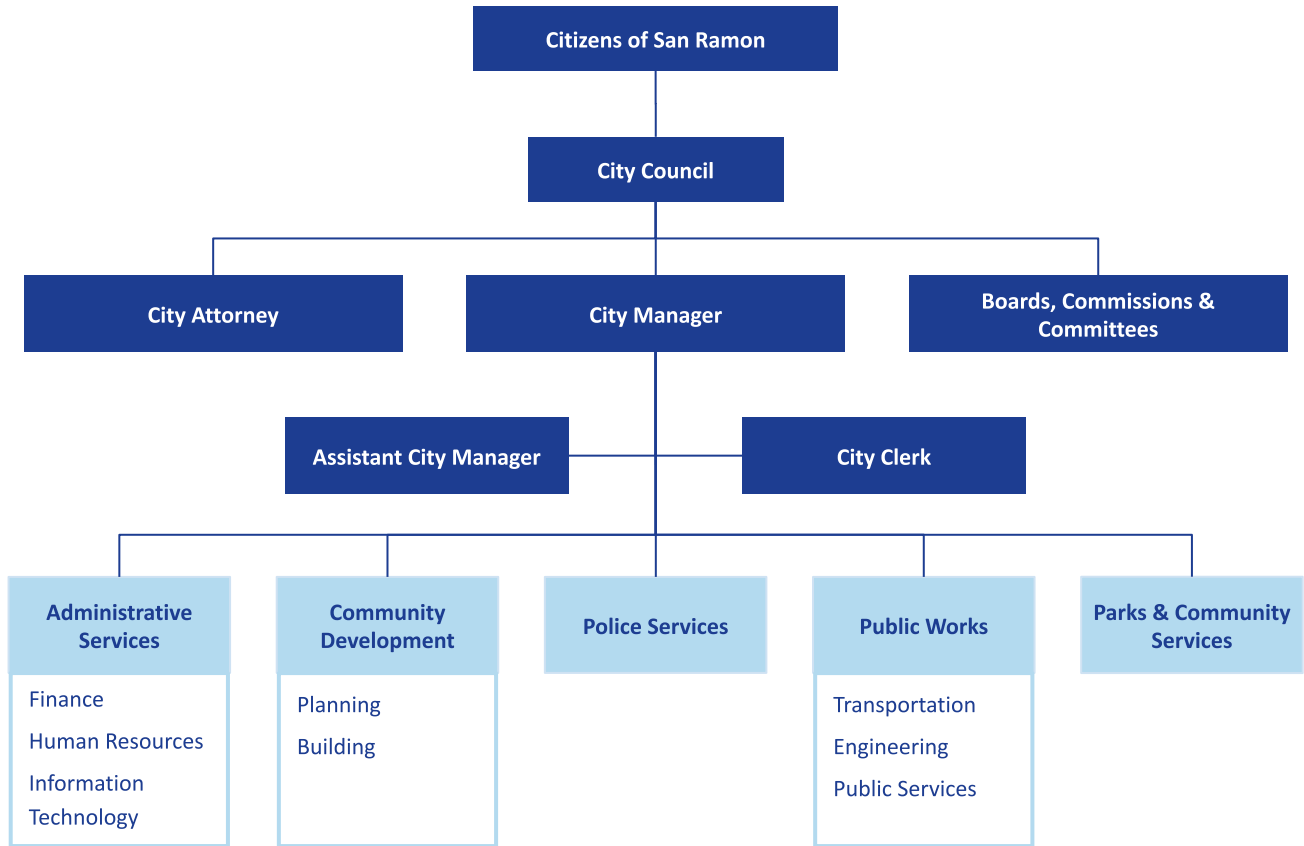 Citizens of San Ramon
City Council
City Attorney
City Manager
Boards, Commissions &
Committees
Assistant City Manager
City Clerk
Administrative
Services
Finance
Human Resources
Information
Technology
Community
Development
Planning
Building
Police Services
Public Works
Transportation
Engineering
Public Services
Parks & Community
Services